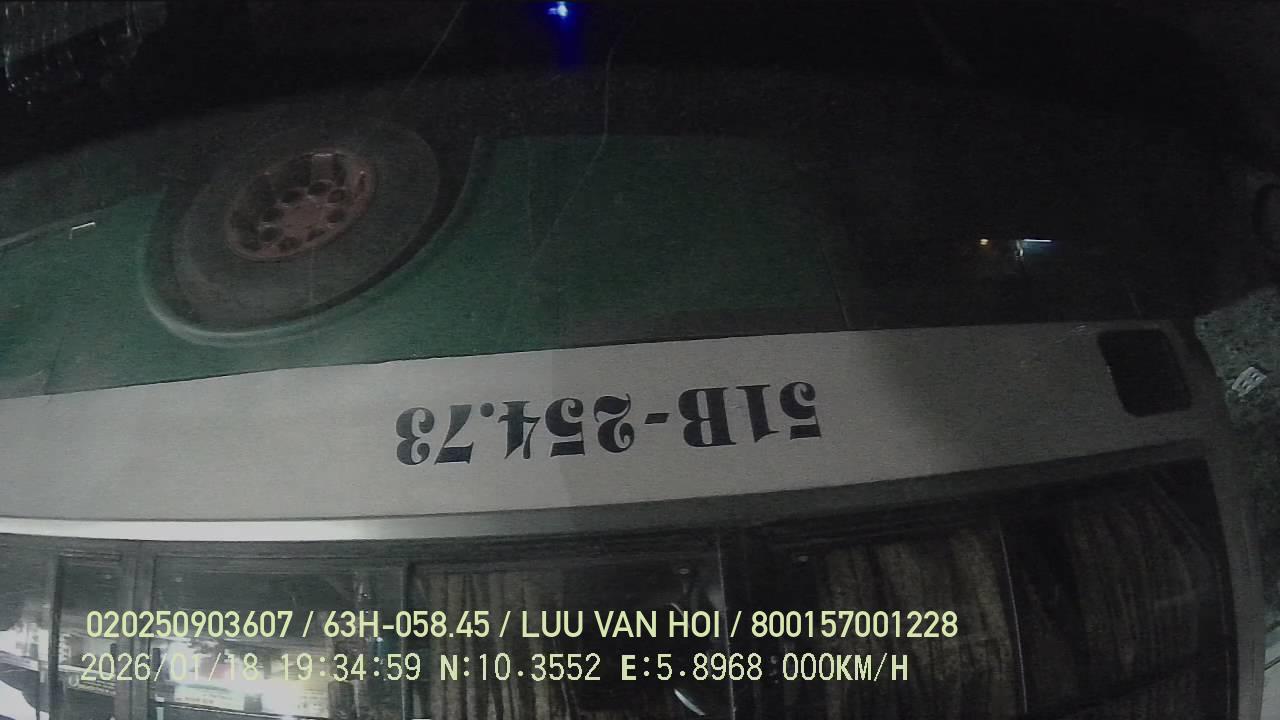 51B-254.73
020250903607 / 63H-058.45 / LUU VAN HOI / 800157001228
2026/01/18 19:34:59 N:10.3552 E:5.8968 000KM/H